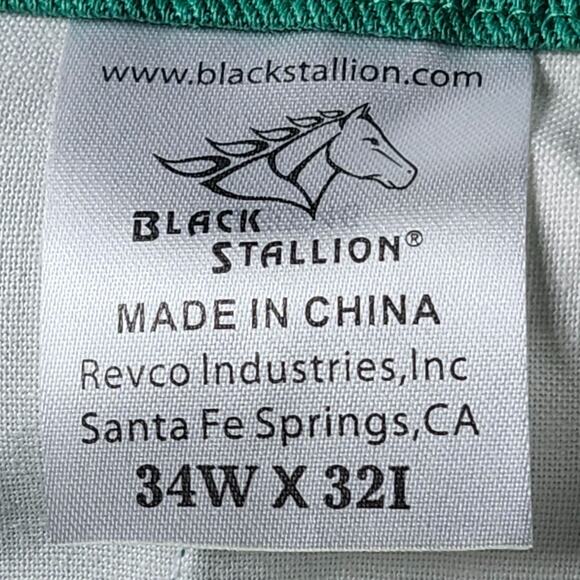 www.blackstallion.com
BLACK
STALLION®
MADE IN CHINA
Revco Industries,Inc
Santa Fe Springs,CA
34W X 32I